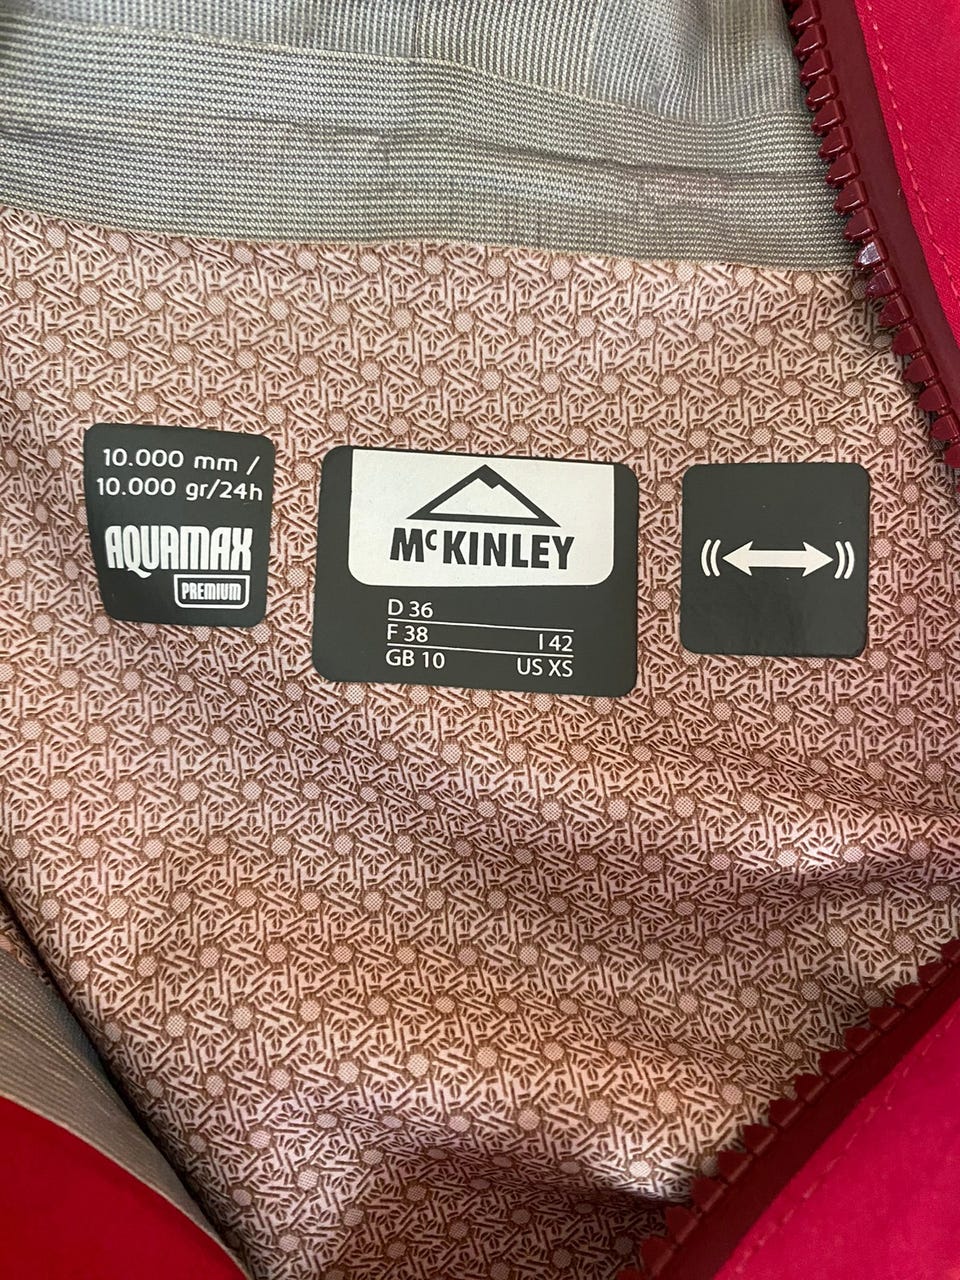 10.000 mm /
10.000 gr/24h
AQUAMAX
PREMIUM
McKINLEY
D 36
F 38
I 42
GB 10
US XS